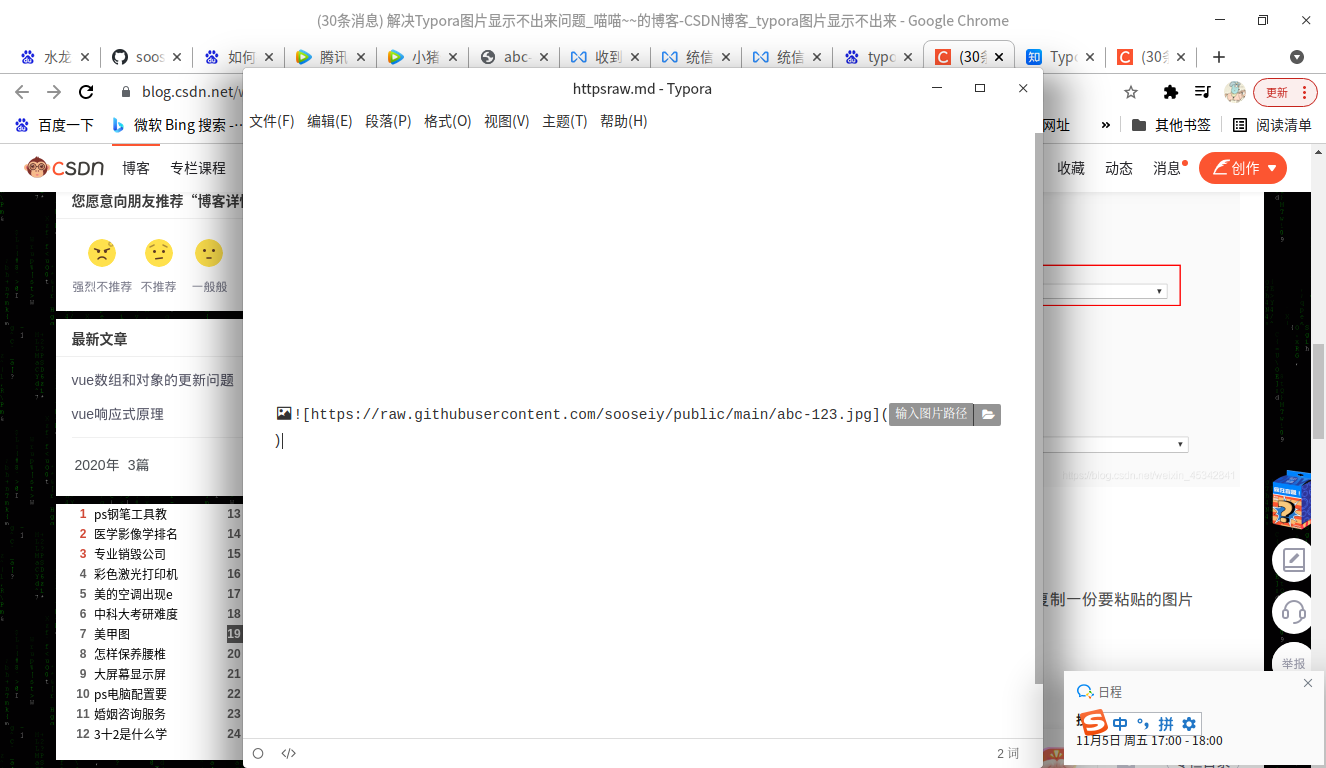 (30条消息) 解决Typora图片显示不出来问题_喵喵~~的博客-CSDN博客_typora图片显示不出来 - Google Chrome
水龙 soos 如何 腾讯 小猪 abc- 收到 统信 统信 typo (30条 Typo (30条
blog.csdn.net/w 更新
百度一下 微软 Bing 搜索 - 网址 » 其他书签 阅读清单
httpsraw.md - Typora
文件(F) 编辑(E) 段落(P) 格式(O) 视图(V) 主题(T) 帮助(H)
CSDN 博客 专栏课程 收藏 动态 消息 创作
您愿意向朋友推荐“博客详情
强烈不推荐 不推荐 一般般
最新文章
vue数组和对象的更新问题
vue响应式原理
![https://raw.githubusercontent.com/sooseiy/public/main/abc-123.jpg](输入图片路径
)
2020年 3篇
https://blog.csdn.net/weixin_45342641
1 ps钢笔工具教 13
2 医学影像学排名 14
3 专业销毁公司 15
4 彩色激光打印机 16
5 美的空调出现e 17
6 中科大考研难度 18
7 美甲图 19
8 怎样保养腰椎 20
9 大屏幕显示屏 21
10 ps电脑配置要 22
11 婚姻咨询服务 23
12 3十2是什么学 24
复制一份要粘贴的图片
举报
日程
中 °, 拼
11月5日 周五 17:00 - 18:00
</> 2 词